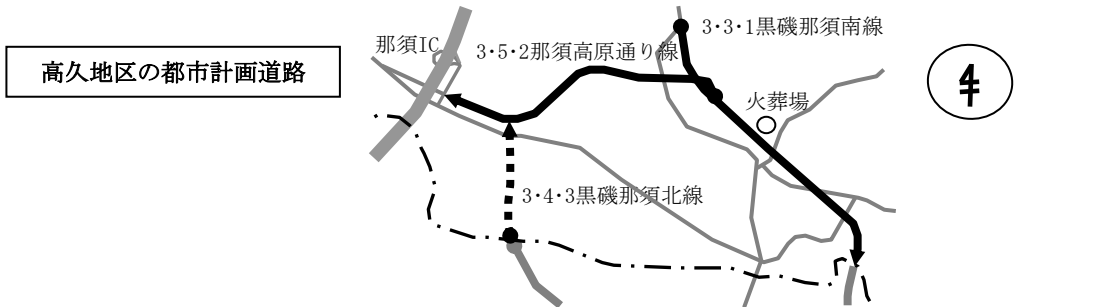 高久地区の都市計画道路
那須IC
3・5・2那須高原通り線
3・3・1黒磯那須南線
火葬場
3・4・3黒磯那須北線